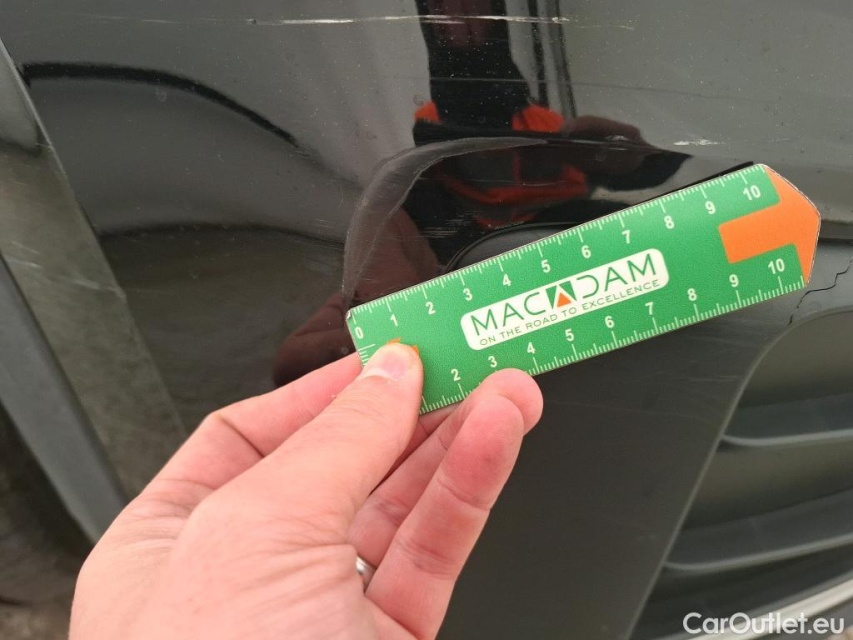 1 2 3 4 5 6 7 8 9 10
0
MACADAM
ON THE ROAD TO EXCELLENCE
2 3 4 5 6 7 8 9 10
CarOutlet.eu